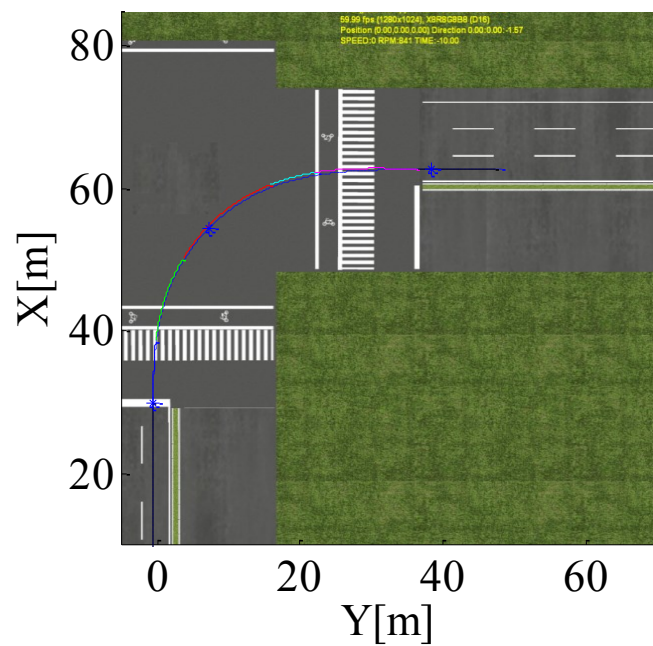 59.99 fps (1280x1024), X8R8G8B8 (D16)
Position (0.00,0.00,0.00) Direction 0.00:0.00:-1.57
SPEED:0 RPM:841 TIME:-10.00
80
60
40
20
X[m]
0 20 40 60
Y[m]